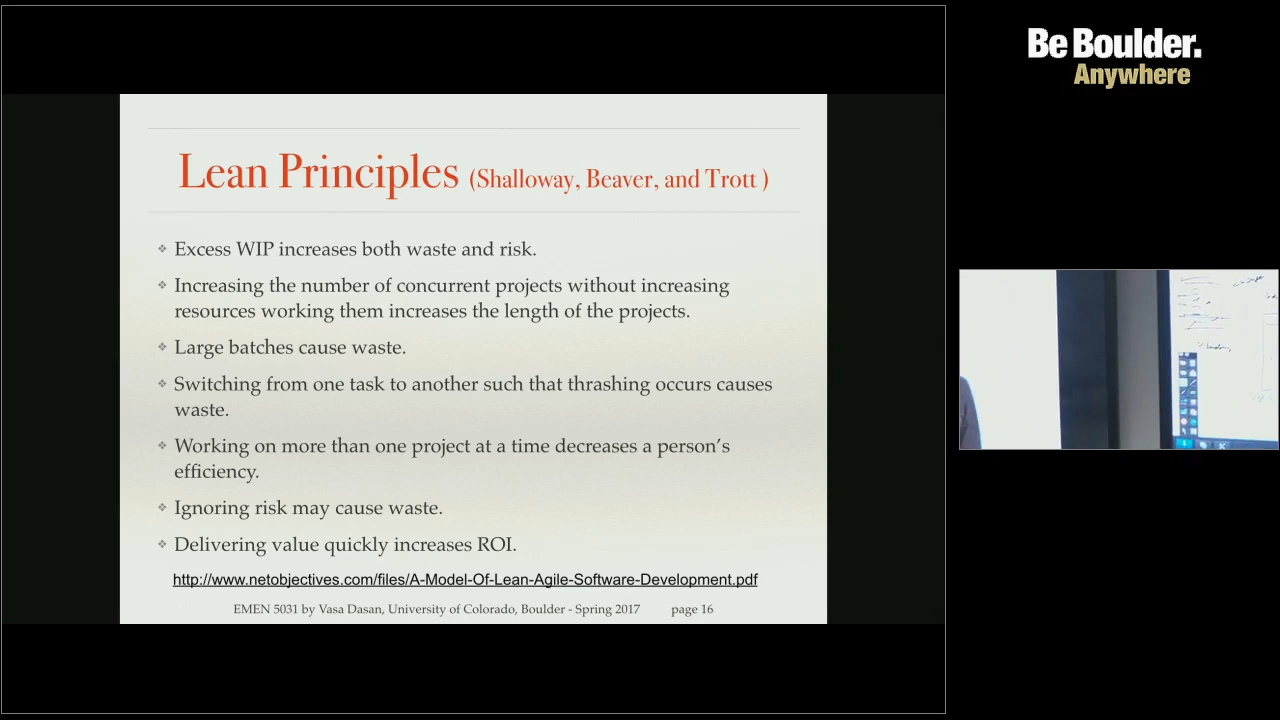 Be Boulder.
Anywhere
Lean Principles (Shalloway, Beaver, and Trott )
❖ Excess WIP increases both waste and risk.
❖ Increasing the number of concurrent projects without increasing
resources working them increases the length of the projects.
❖ Large batches cause waste.
❖ Switching from one task to another such that thrashing occurs causes
waste.
❖ Working on more than one project at a time decreases a person’s
efficiency.
❖ Ignoring risk may cause waste.
❖ Delivering value quickly increases ROI.
http://www.netobjectives.com/files/A-Model-Of-Lean-Agile-Software-Development.pdf
EMEN 5031 by Vasa Dasan, University of Colorado, Boulder - Spring 2017 page 16